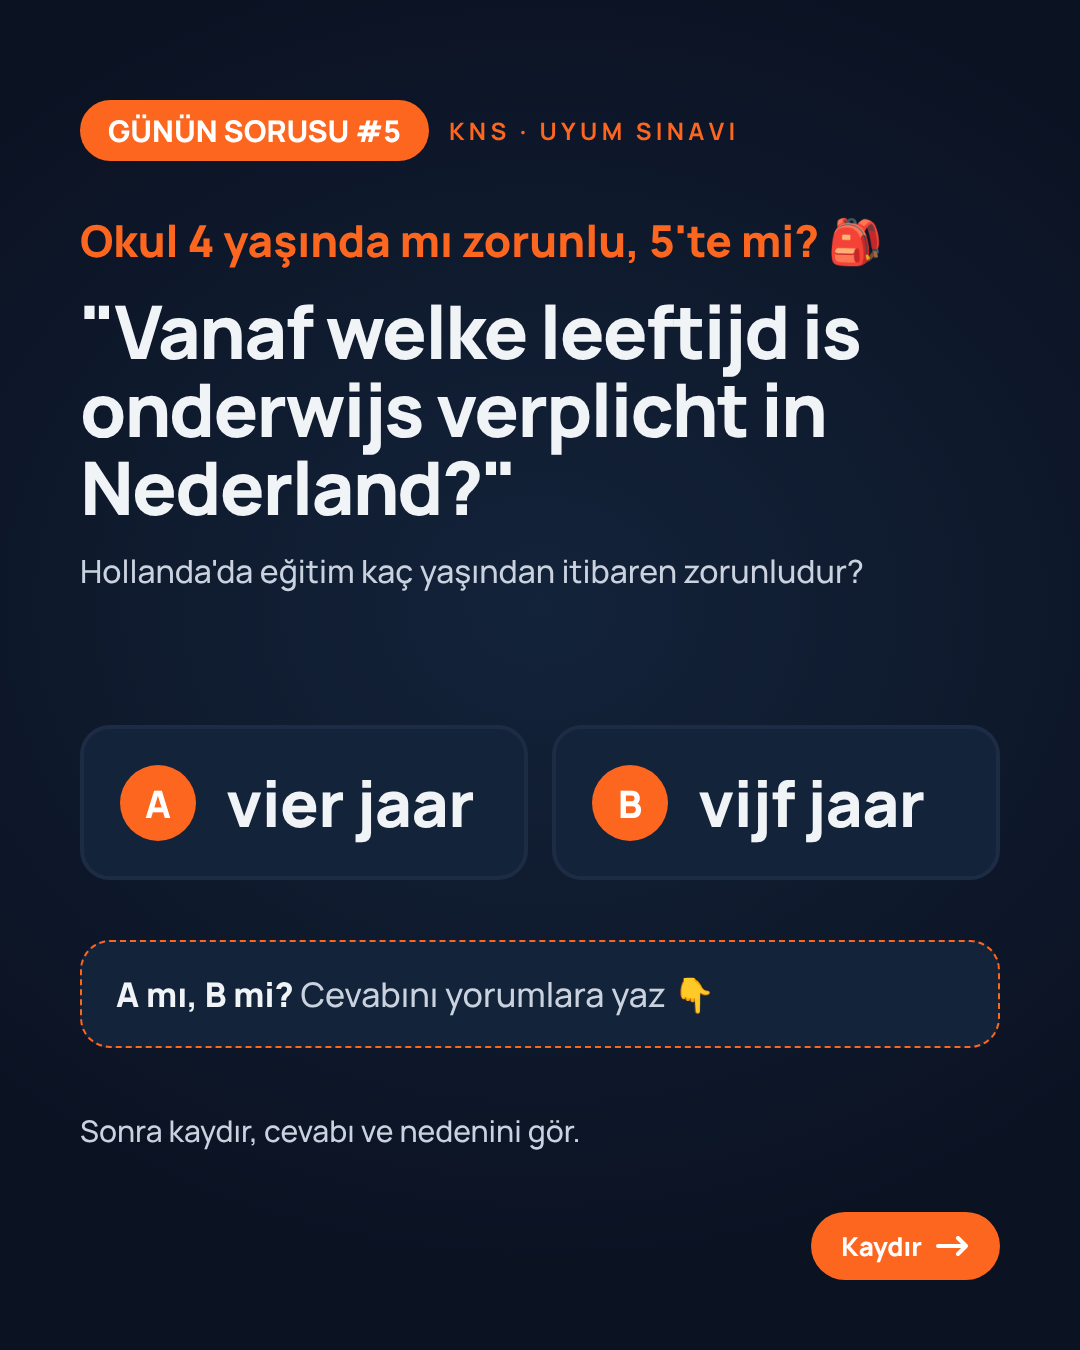 GÜNÜN SORUSU #5
KNS · UYUM SINAVI
Okul 4 yaşında mı zorunlu, 5'te mi? 🎒
"Vanaf welke leeftijd is
onderwijs verplicht in
Nederland?"
Hollanda'da eğitim kaç yaşından itibaren zorunludur?
A vier jaar
B vijf jaar
A mı, B mi? Cevabını yorumlara yaz 👇
Sonra kaydır, cevabı ve nedenini gör.
Kaydır →